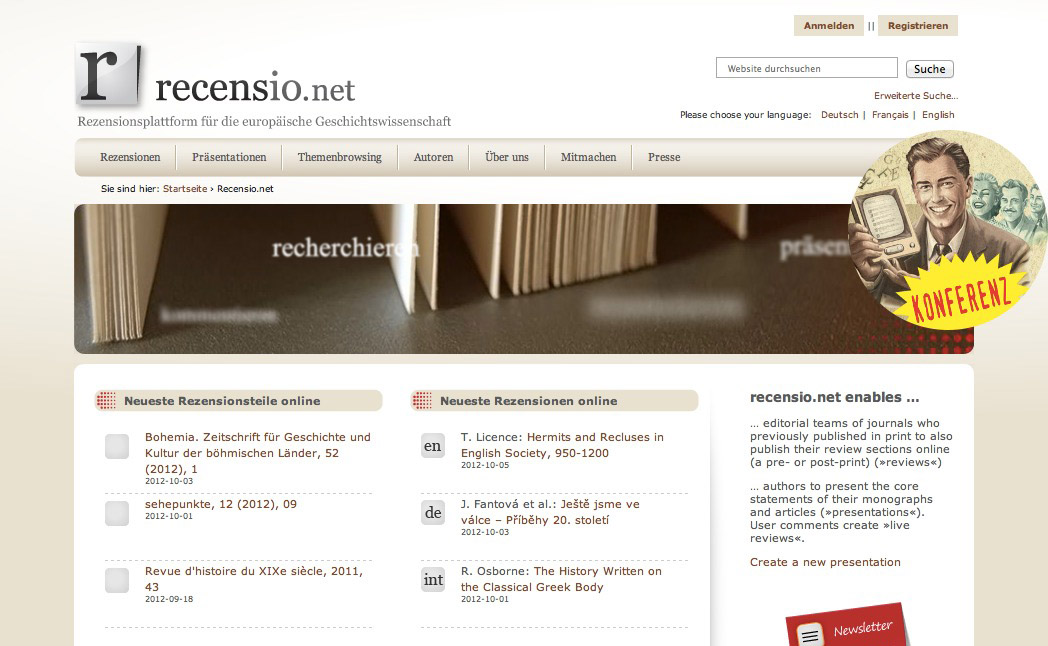 Anmelden || Registrieren
r recensio.net
Website durchsuchen Suche
Erweiterte Suche...
Rezensionsplattform für die europäische Geschichtswissenschaft
Please choose your language: Deutsch | Français | English
Rezensionen Präsentationen Themenbrowsing Autoren Über uns Mitmachen Presse
Sie sind hier: Startseite › Recensio.net
recherchieren
präsen
kommunizieren
KONFERENZ
Neueste Rezensionsteile online
Bohemia. Zeitschrift für Geschichte und
Kultur der böhmischen Länder, 52
(2012), 1
2012-10-03
sehepunkte, 12 (2012), 09
2012-10-01
Revue d'histoire du XIXe siècle, 2011,
43
2012-09-18
Neueste Rezensionen online
en T. Licence: Hermits and Recluses in
English Society, 950-1200
2012-10-05
de J. Fantová et al.: Ještě jsme ve
válce – Příběhy 20. století
2012-10-03
int R. Osborne: The History Written on
the Classical Greek Body
2012-10-01
recensio.net enables ...
... editorial teams of journals who
previously published in print to also
publish their review sections online
(a pre- or post-print) (»reviews«)
... authors to present the core
statements of their monographs
and articles (»presentations«).
User comments create »live
reviews«.
Create a new presentation
Newsletter